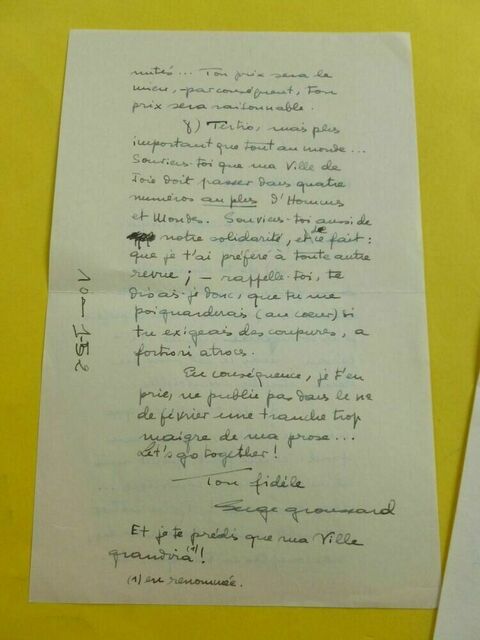 nités... Ton prix sera le
mien, - par conséquent, ton
prix sera raisonnable.
γ) Tertio, mais plus
important que tout au monde...
Souviens-toi que ma Ville de
Joie doit passer dans quatre
numéros au plus d'Hommes
et Mondes. Souviens-toi aussi de
notre solidarité, et de ce fait :
que je t'ai préféré à toute autre
revue ; - rappelle-toi, te
disais-je donc, que tu me
poignarderais (au coeur) si
tu exigeais des coupures, a
fortiori atroces.
En conséquence, je t'en
prie, ne publie pas dans le no
de février une tranche trop
maigre de ma prose...
Let's go together!
Ton fidèle
Serge Groussard
Et je te prédis que ma Ville
grandira (1)!
(1) en renommée.
10-1-52